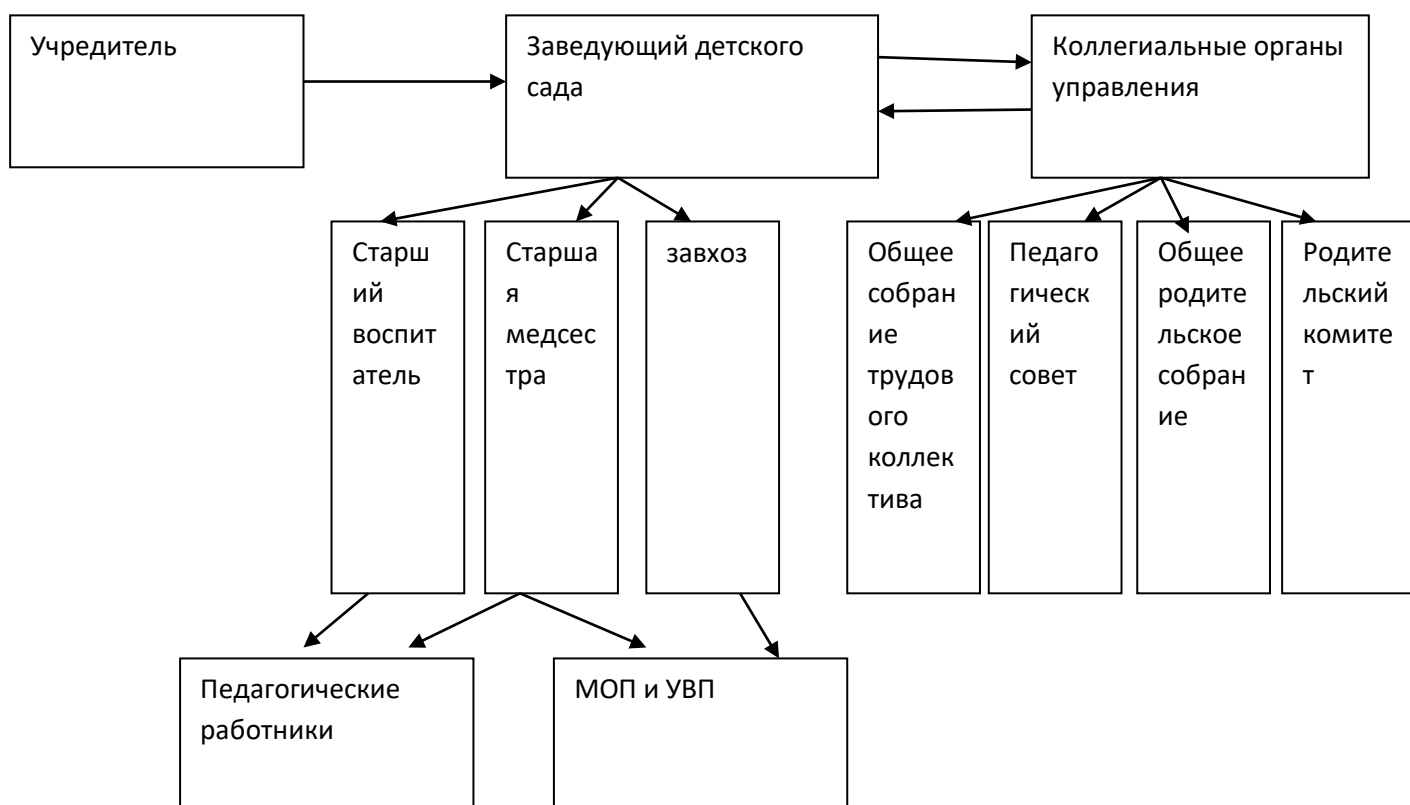 Учредитель
Заведующий детского
сада
Коллегиальные органы
управления
Старш
ий
воспит
атель
Старша
я
медсес
тра
завхоз
Общее
собран
ие
трудов
ого
коллек
тива
Педаго
гическ
ий
совет
Общее
родите
льское
собран
ие
Родите
льский
комите
т
Педагогические
работники
МОП и УВП